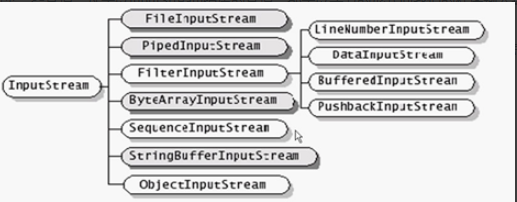 InputStream
FileInputStream
PipedInputStream
FilterInputStream
ByteArrayInputStream
SequenceInputStream
StringBufferInputStream
ObjectInputStream
LineNumberInputStream
DataInputStream
BufferedInputStream
PushbackInputStream